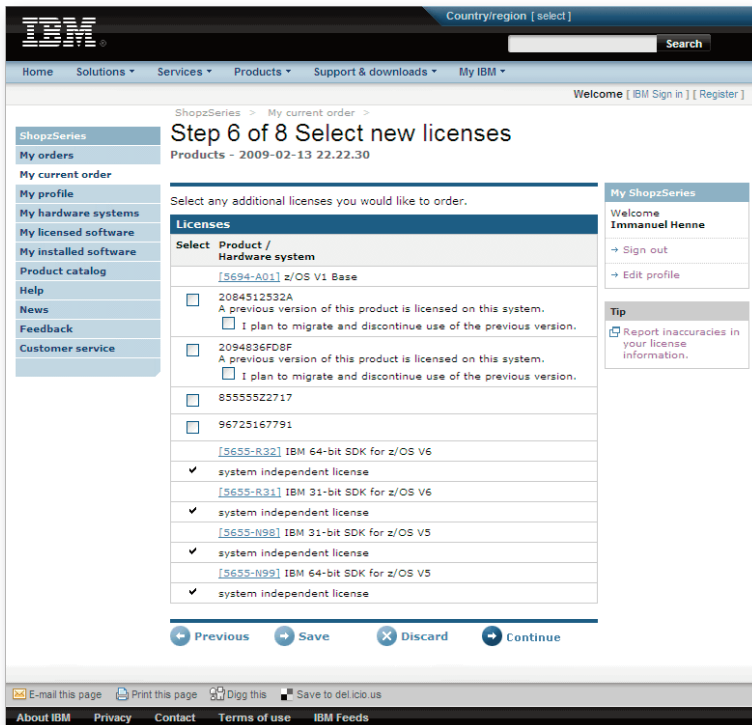 Country/region [ select ]
IBM®
Search
Home Solutions Services Products Support & downloads My IBM
Welcome [ IBM Sign in ] [ Register ]
ShopzSeries > My current order >
Step 6 of 8 Select new licenses
Products - 2009-02-13 22.22.30
ShopzSeries
My orders
My current order
My profile
My hardware systems
My licensed software
My installed software
Product catalog
Help
News
Feedback
Customer service
Select any additional licenses you would like to order.
Licenses
Select Product /
Hardware system
[5694-A01] z/OS V1 Base
2084512532A
A previous version of this product is licensed on this system.
I plan to migrate and discontinue use of the previous version.
2094836FD8F
A previous version of this product is licensed on this system.
I plan to migrate and discontinue use of the previous version.
855555Z2717
96725167791
[5655-R32] IBM 64-bit SDK for z/OS V6
system independent license
[5655-R31] IBM 31-bit SDK for z/OS V6
system independent license
[5655-N98] IBM 31-bit SDK for z/OS V5
system independent license
[5655-N99] IBM 64-bit SDK for z/OS V5
system independent license
Previous Save Discard Continue
My ShopzSeries
Welcome
Immanuel Henne
→ Sign out
→ Edit profile
Tip
Report inaccuracies in
your license
information.
E-mail this page Print this page Digg this Save to del.icio.us
About IBM Privacy Contact Terms of use IBM Feeds